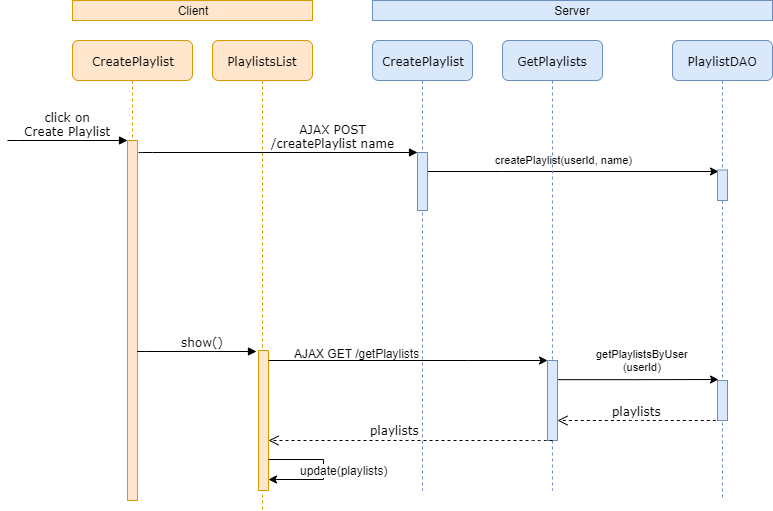 Client
Server
CreatePlaylist
PlaylistsList
CreatePlaylist
GetPlaylists
PlaylistDAO
click on
Create Playlist
AJAX POST
/createPlaylist name
createPlaylist(userId, name)
show()
AJAX GET /getPlaylists
getPlaylistsByUser
(userId)
playlists
playlists
update(playlists)